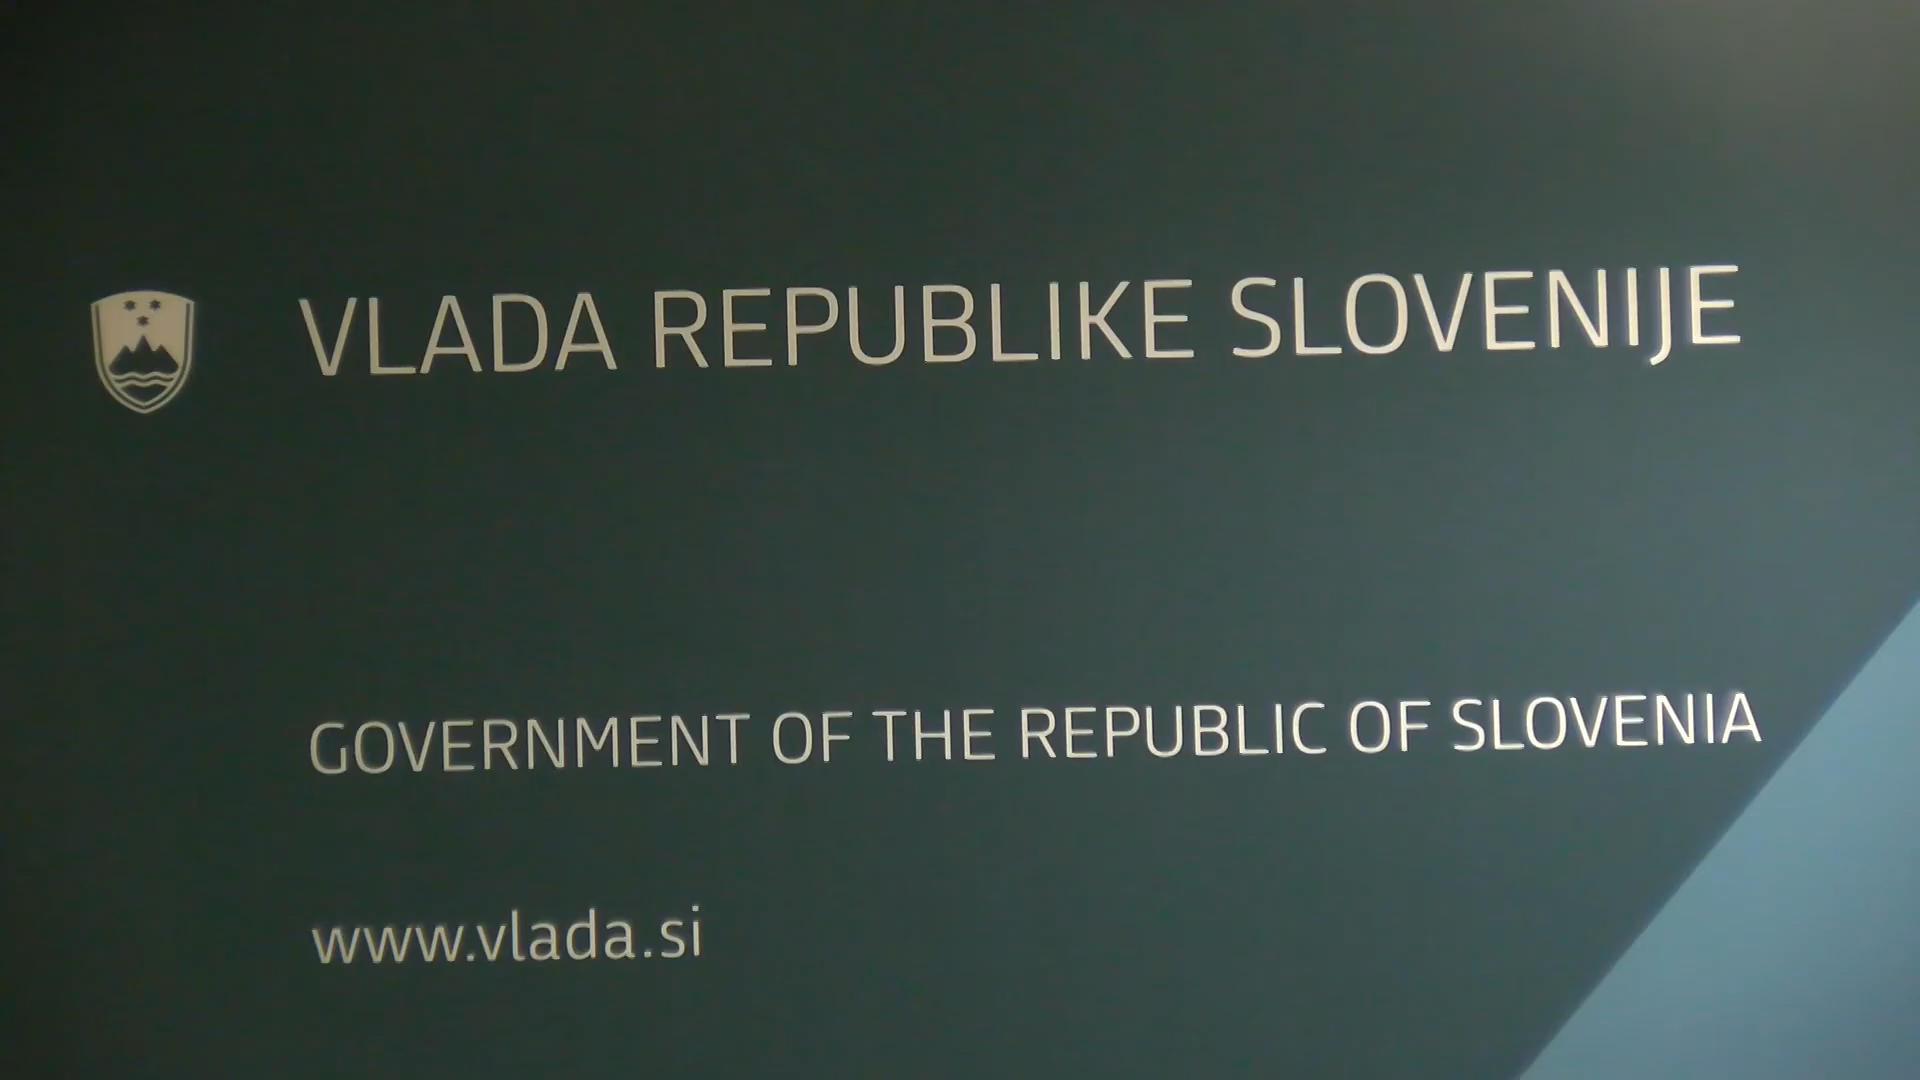 VLADA REPUBLIKE SLOVENIJE
GOVERNMENT OF THE REPUBLIC OF SLOVENIA
www.vlada.si